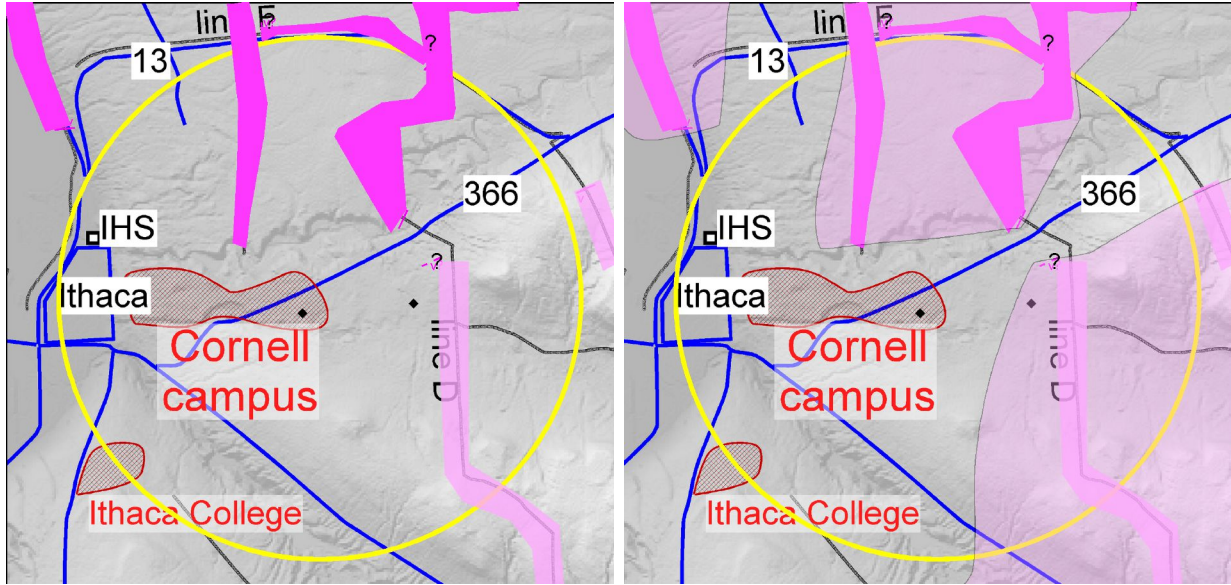 line F
?
13
?
366
IHS
?
Ithaca
line D
Cornell
campus
Ithaca College
line F
?
13
?
366
IHS
?
Ithaca
line D
Cornell
campus
Ithaca College